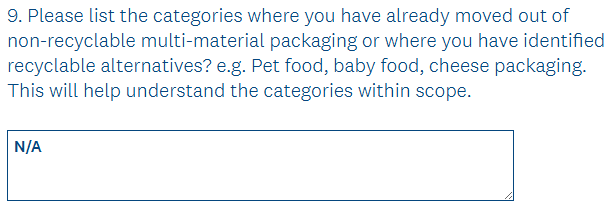 9. Please list the categories where you have already moved out of
non-recyclable multi-material packaging or where you have identified
recyclable alternatives? e.g. Pet food, baby food, cheese packaging.
This will help understand the categories within scope.
N/A